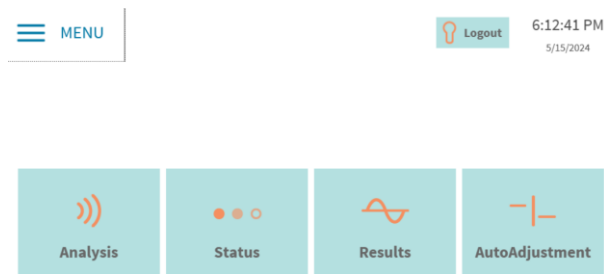 MENU
Logout
6:12:41 PM
5/15/2024
Analysis
Status
Results
AutoAdjustment